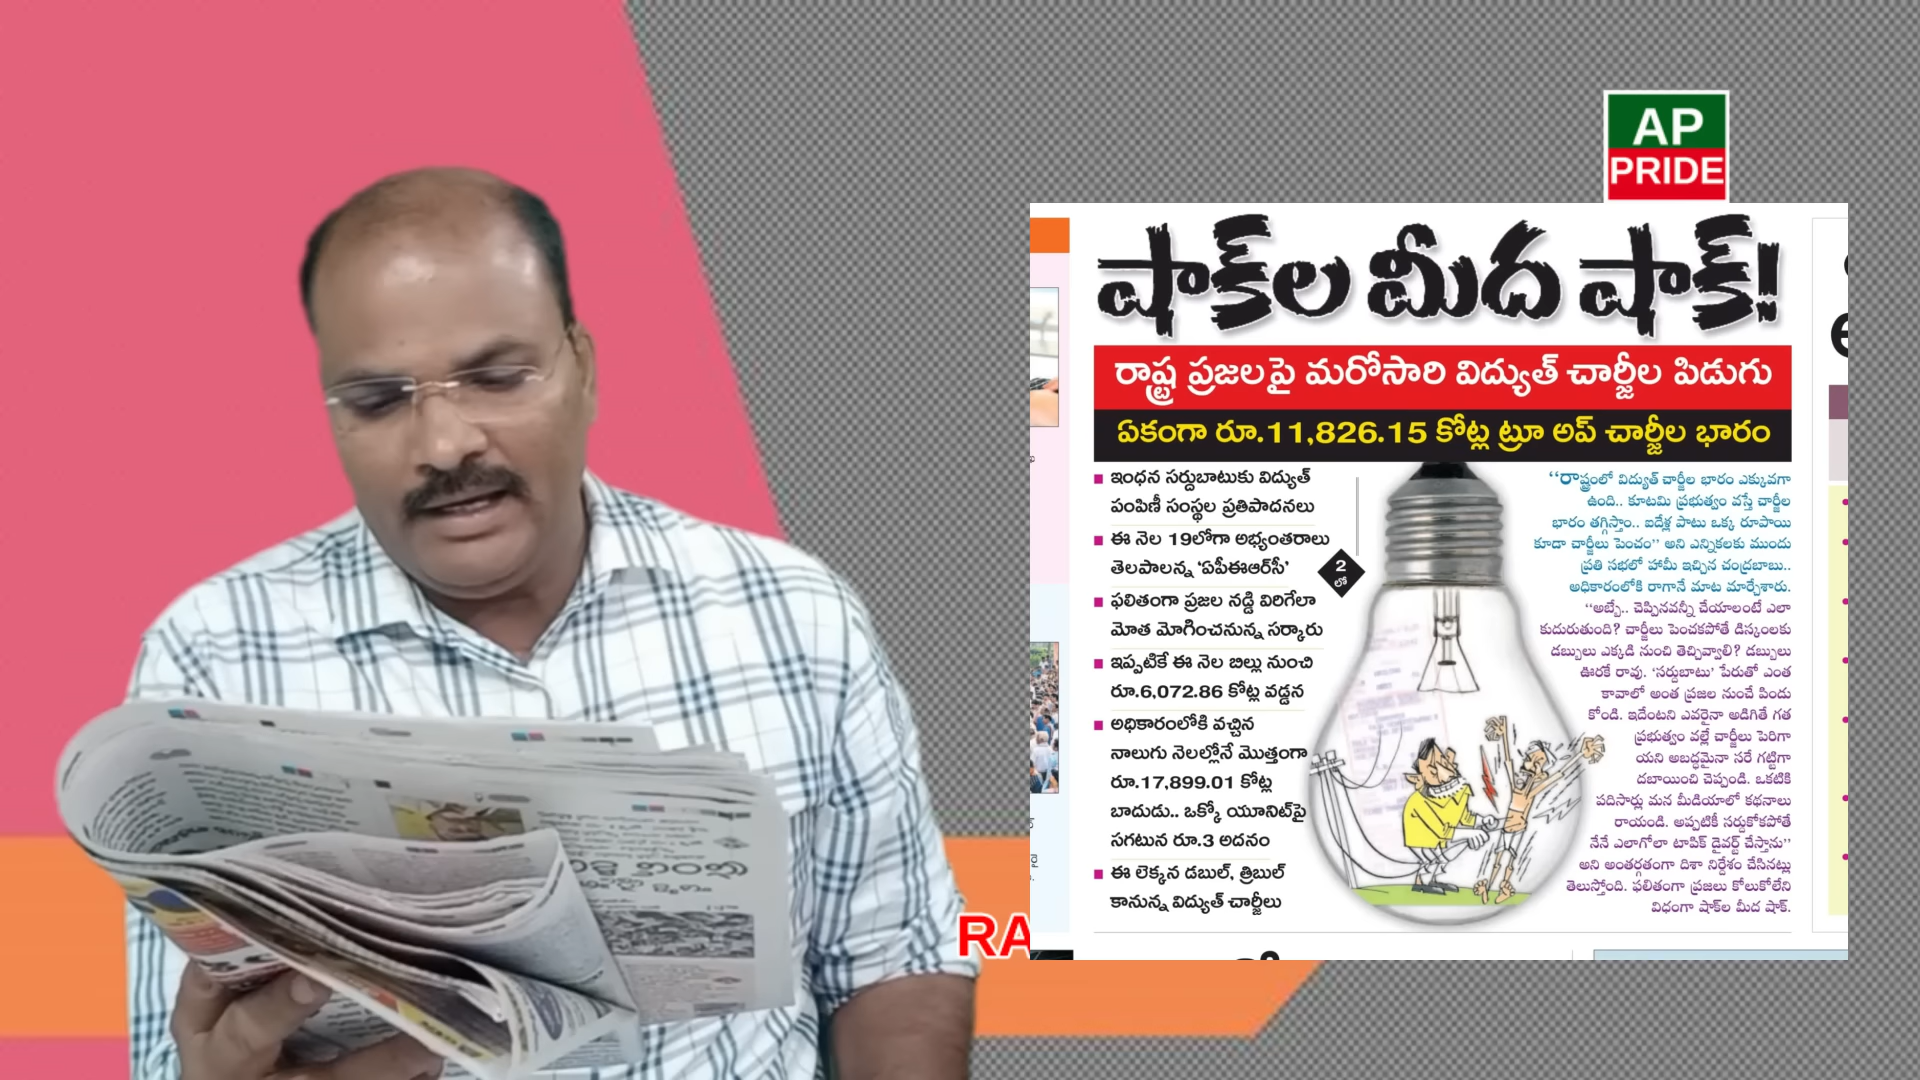 AP
PRIDE
షాక్‌ల మీద షాక్!
రాష్ట్ర ప్రజలపై మరోసారి విద్యుత్ చార్జీల పిడుగు
ఏకంగా రూ.11,826.15 కోట్ల ట్రూ అప్ చార్జీల భారం
ఇంధన సర్దుబాటుకు విద్యుత్
పంపిణీ సంస్థల ప్రతిపాదనలు
ఈ నెల 19లోగా అభ్యంతరాలు
తెలపాలన్న ‘ఏపీఈఆర్‌సీ’
ఫలితంగా ప్రజల నడ్డి విరిగేలా
మోత మోగించనున్న సర్కారు
ఇప్పటికే ఈ నెల బిల్లు నుంచి
రూ.6,072.86 కోట్ల వడ్డన
అధికారంలోకి వచ్చిన
నాలుగు నెలల్లోనే మొత్తంగా
రూ.17,899.01 కోట్ల
బాదుడు.. ఒక్కో యూనిట్‌పై
సగటున రూ.3 అదనం
ఈ లెక్కన డబుల్, త్రిబుల్
కానున్న విద్యుత్ చార్జీలు
2
లో
‘‘రాష్ట్రంలో విద్యుత్ చార్జీల భారం ఎక్కువగా
ఉంది.. కూటమి ప్రభుత్వం వస్తే చార్జీల
భారం తగ్గిస్తాం.. ఐదేళ్ల పాటు ఒక్క రూపాయి
కూడా చార్జీలు పెంచం’’ అని ఎన్నికలకు ముందు
ప్రతి సభలో హామీ ఇచ్చిన చంద్రబాబు..
అధికారంలోకి రాగానే మాట మార్చేశారు.
‘‘అబ్బే.. చెప్పినవన్నీ చేయాలంటే ఎలా
కుదురుతుంది? చార్జీలు పెంచకపోతే డిస్కంలకు
డబ్బులు ఎక్కడి నుంచి తెచ్చివ్వాలి? డబ్బులు
ఊరకే రావు. ‘సర్దుబాటు’ పేరుతో ఎంత
కావాలో అంత ప్రజల నుంచే పిండు
కోండి. ఇదేంటని ఎవరైనా అడిగితే గత
ప్రభుత్వం వల్లే చార్జీలు పెరిగా
యని అబద్ధమైనా సరే గట్టిగా
దబాయించి చెప్పండి. ఒకటికి
పదిసార్లు మన మీడియాలో కథనాలు
రాయండి. అప్పటికీ సర్దుకోకపోతే
నేనే ఎలాగోలా టాపిక్ డైవర్ట్ చేస్తాను’’
అని అంతర్గతంగా దిశా నిర్దేశం చేసినట్లు
తెలుస్తోంది. ఫలితంగా ప్రజలు కోలుకోలేని
విధంగా షాక్‌ల మీద షాక్.
RA